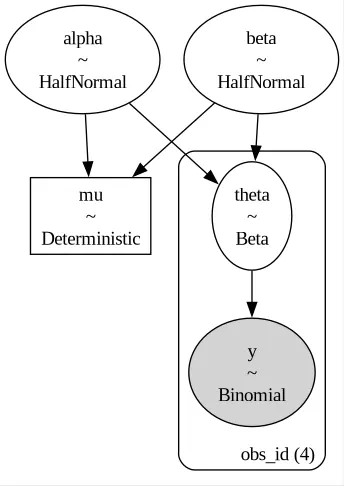 alpha
~
HalfNormal
beta
~
HalfNormal
mu
~
Deterministic
theta
~
Beta
y
~
Binomial
obs_id (4)